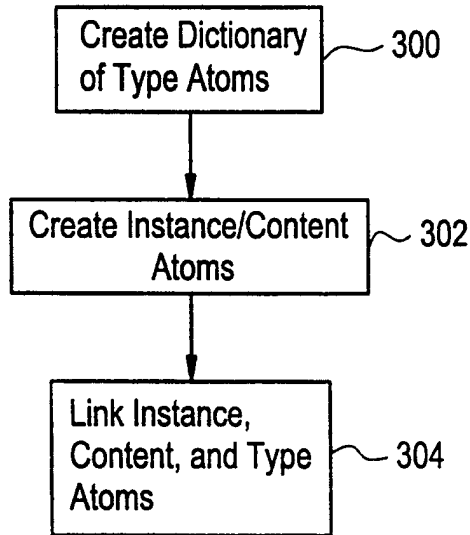 Create Dictionary
of Type Atoms
300
Create Instance/Content
Atoms
302
Link Instance,
Content, and Type
Atoms
304